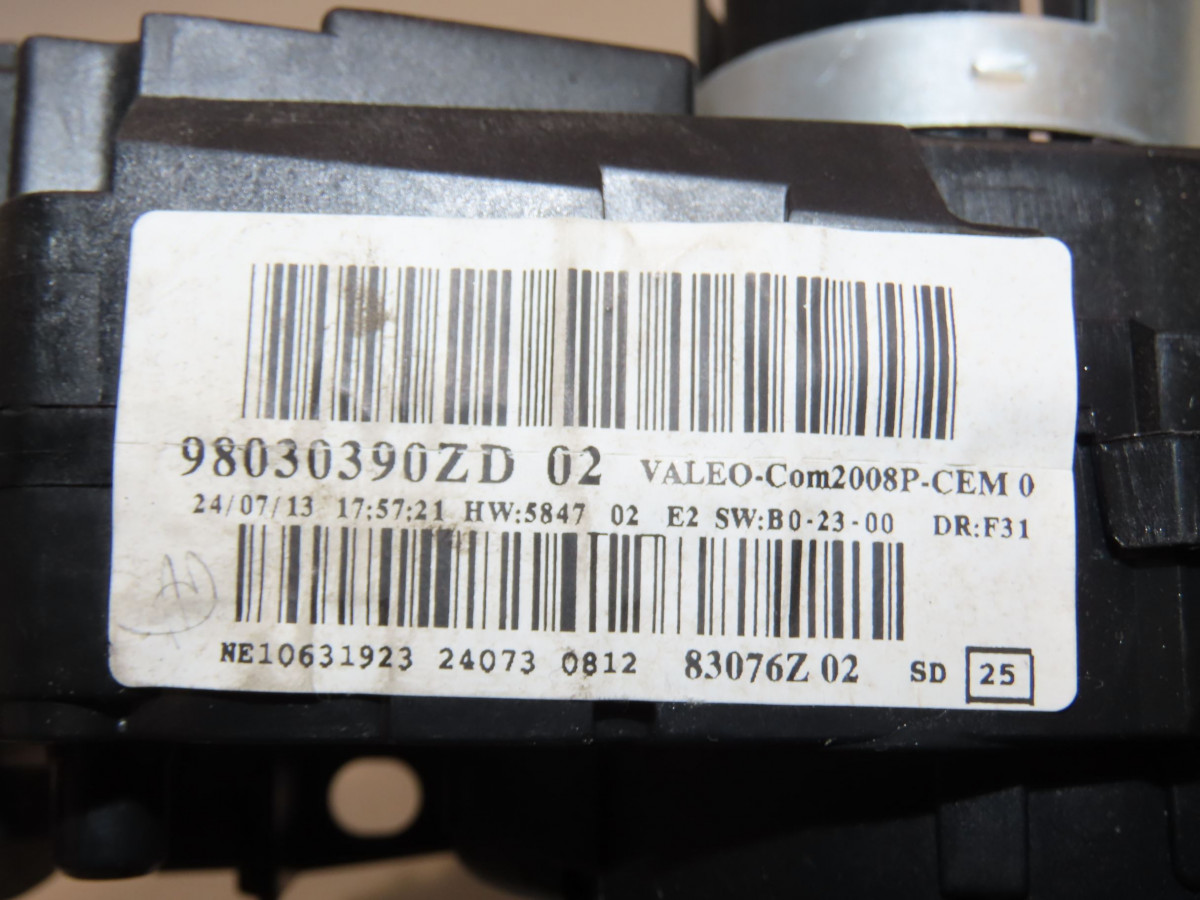 98030390ZD 02 VALEO-Com2008P-CEM 0
24/07/13 17:57:21 HW:5847 02 E2 SW:B0-23-00 DR:F31
NE10631923 24073 0812 83076Z 02 SD 25